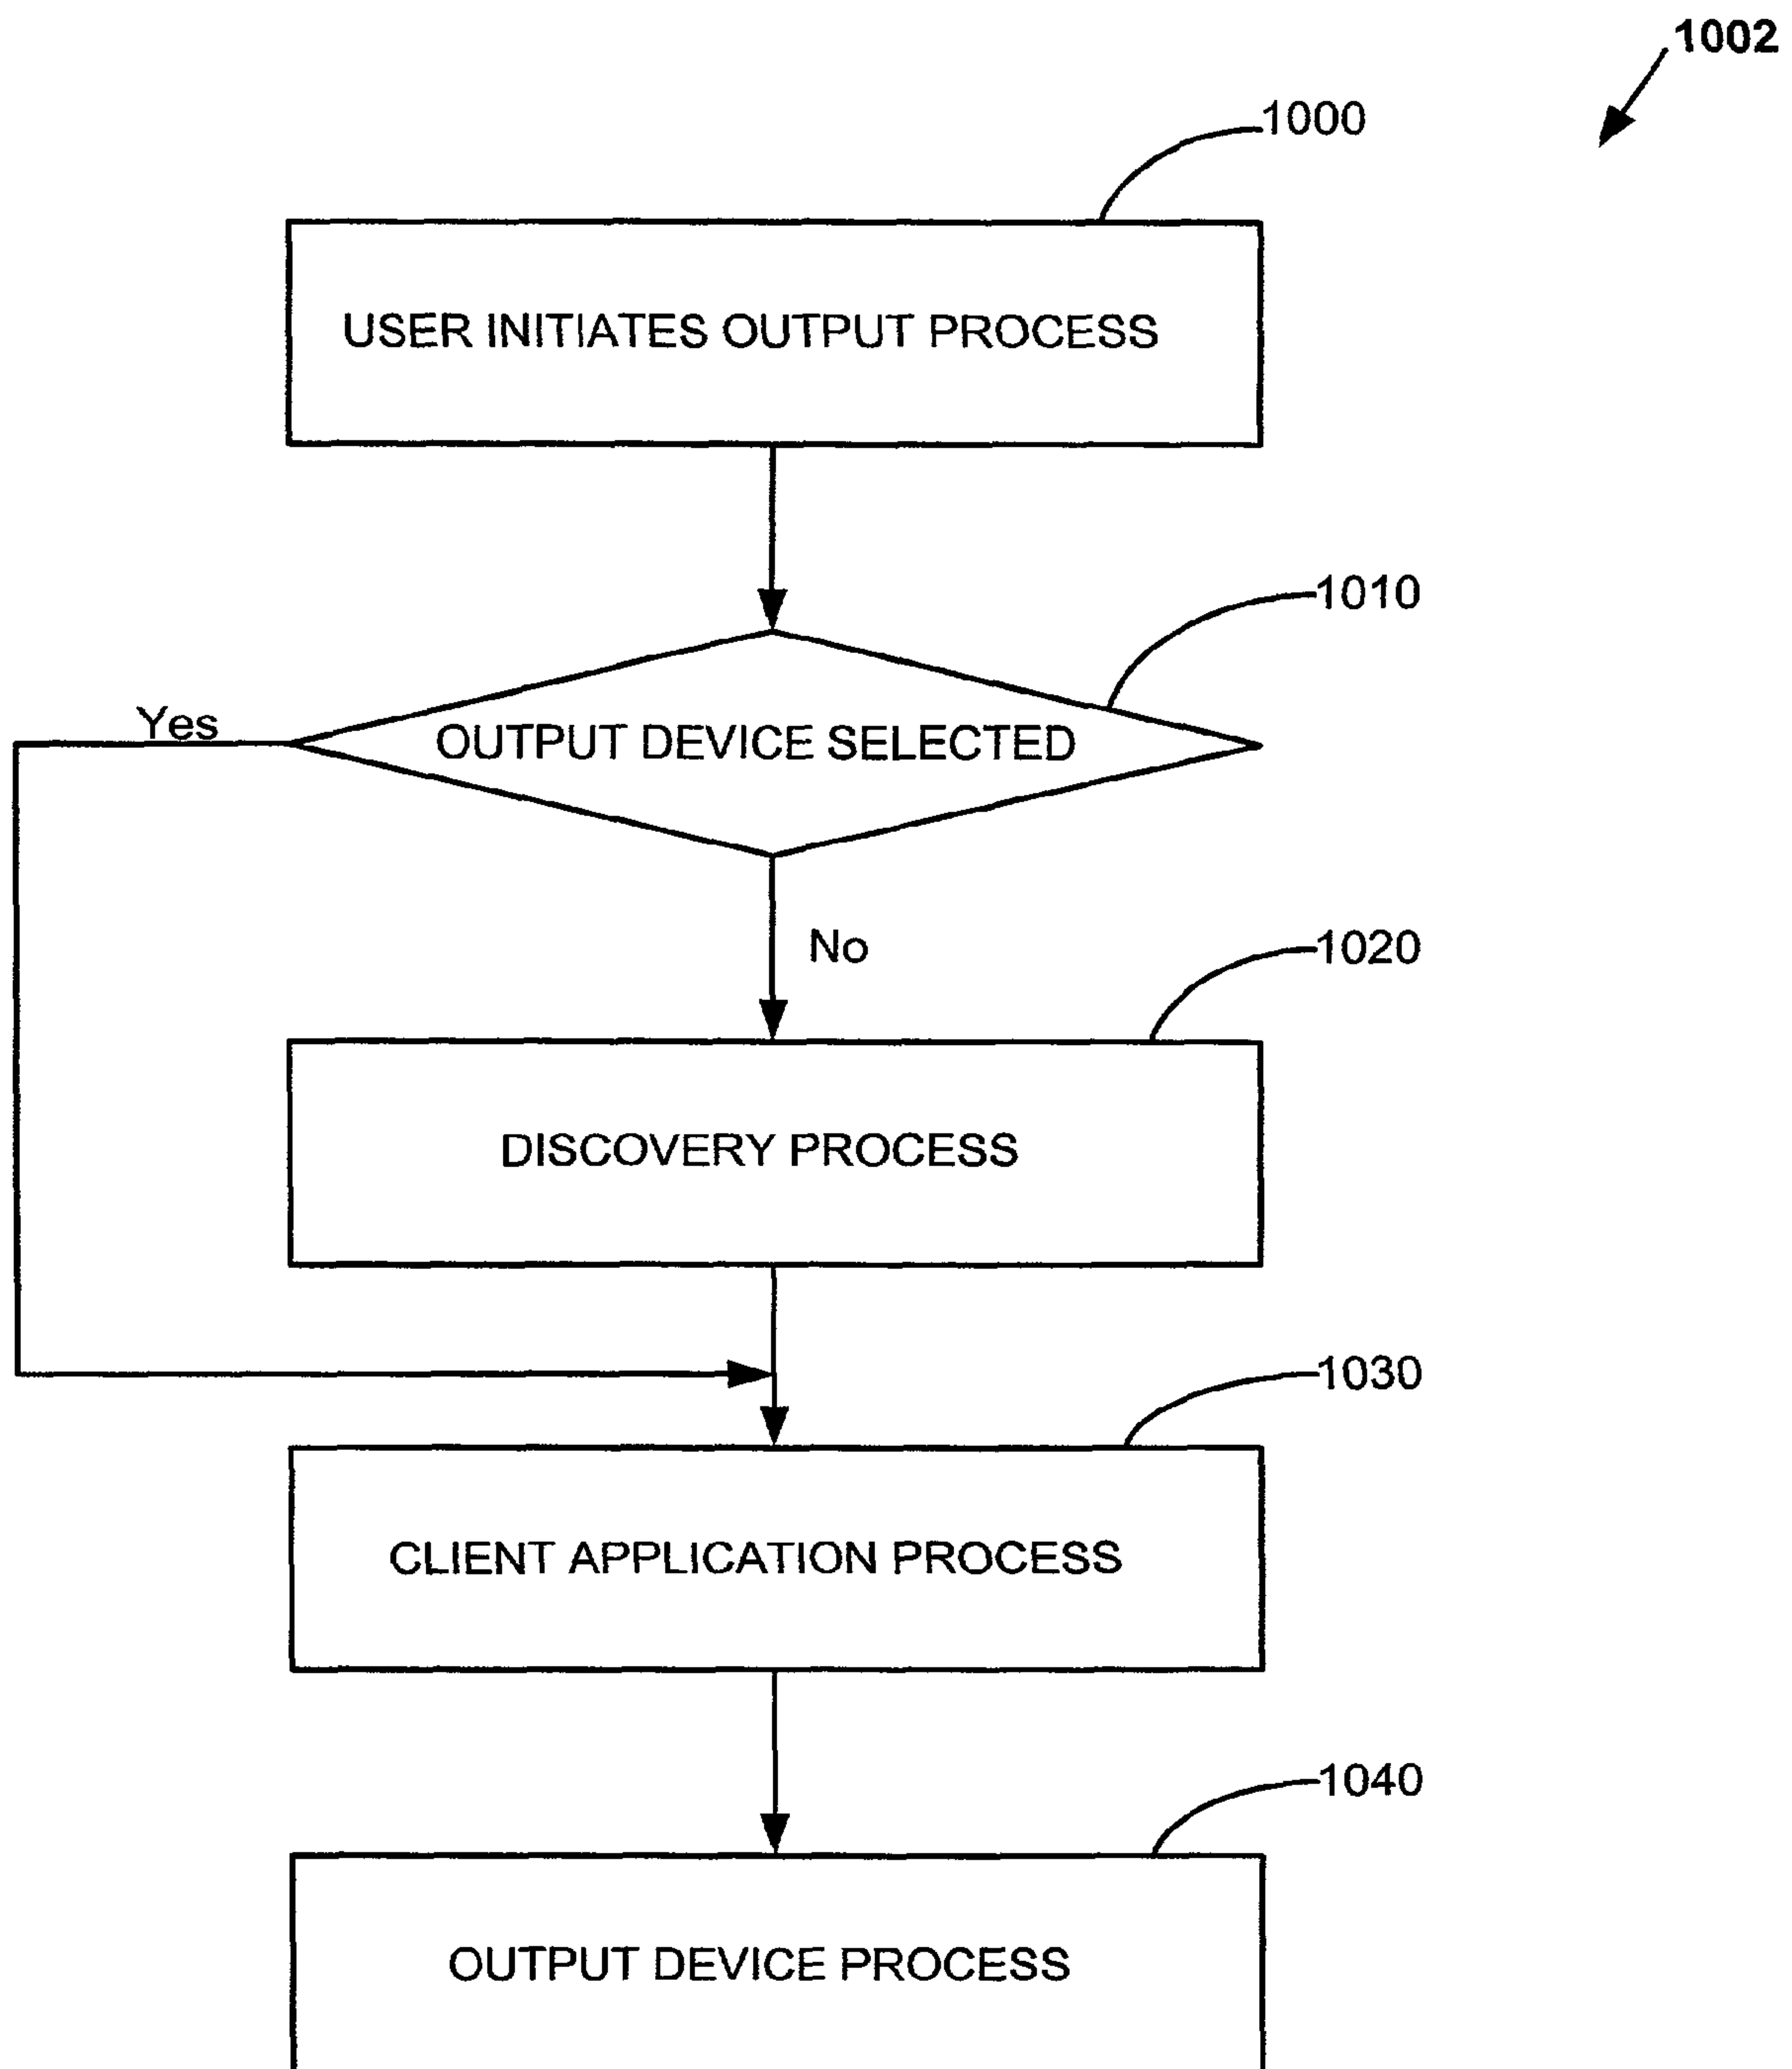 1002
1000
USER INITIATES OUTPUT PROCESS
1010
Yes
OUTPUT DEVICE SELECTED
No
1020
DISCOVERY PROCESS
1030
CLIENT APPLICATION PROCESS
1040
OUTPUT DEVICE PROCESS